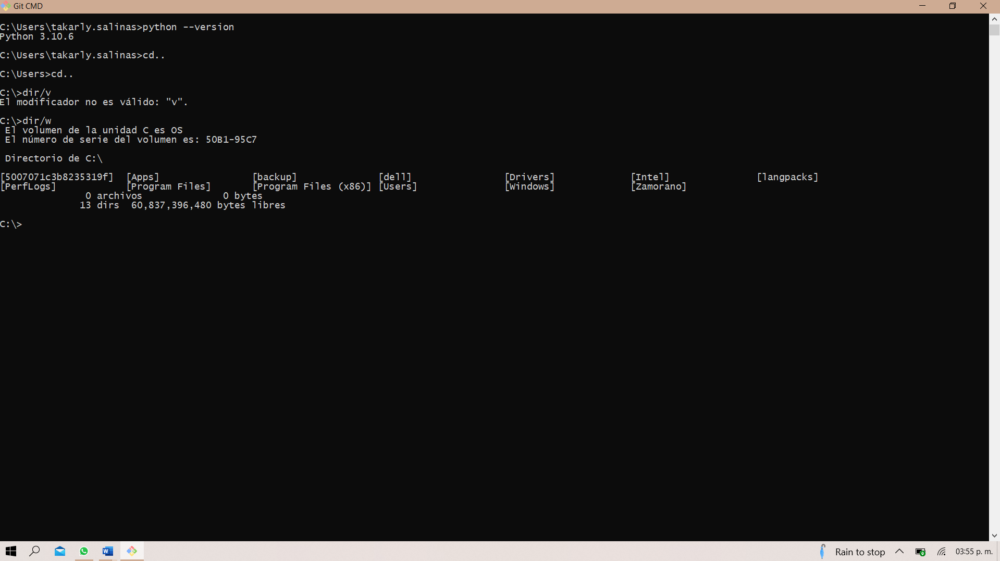 Git CMD
C:\Users\takarly.salinas>python --version
Python 3.10.6
C:\Users\takarly.salinas>cd..
C:\Users>cd..
C:\>dir/v
El modificador no es válido: "v".
C:\>dir/w
 El volumen de la unidad C es OS
 El número de serie del volumen es: 50B1-95C7
 Directorio de C:\
[5007071c3b8235319f]  [Apps]                [backup]              [dell]                [Drivers]             [Intel]               [langpacks]
[PerfLogs]            [Program Files]       [Program Files (x86)] [Users]               [Windows]             [Zamorano]
               0 archivos              0 bytes
              13 dirs  60,837,396,480 bytes libres
C:\>
W
Rain to stop 03:55 p. m.